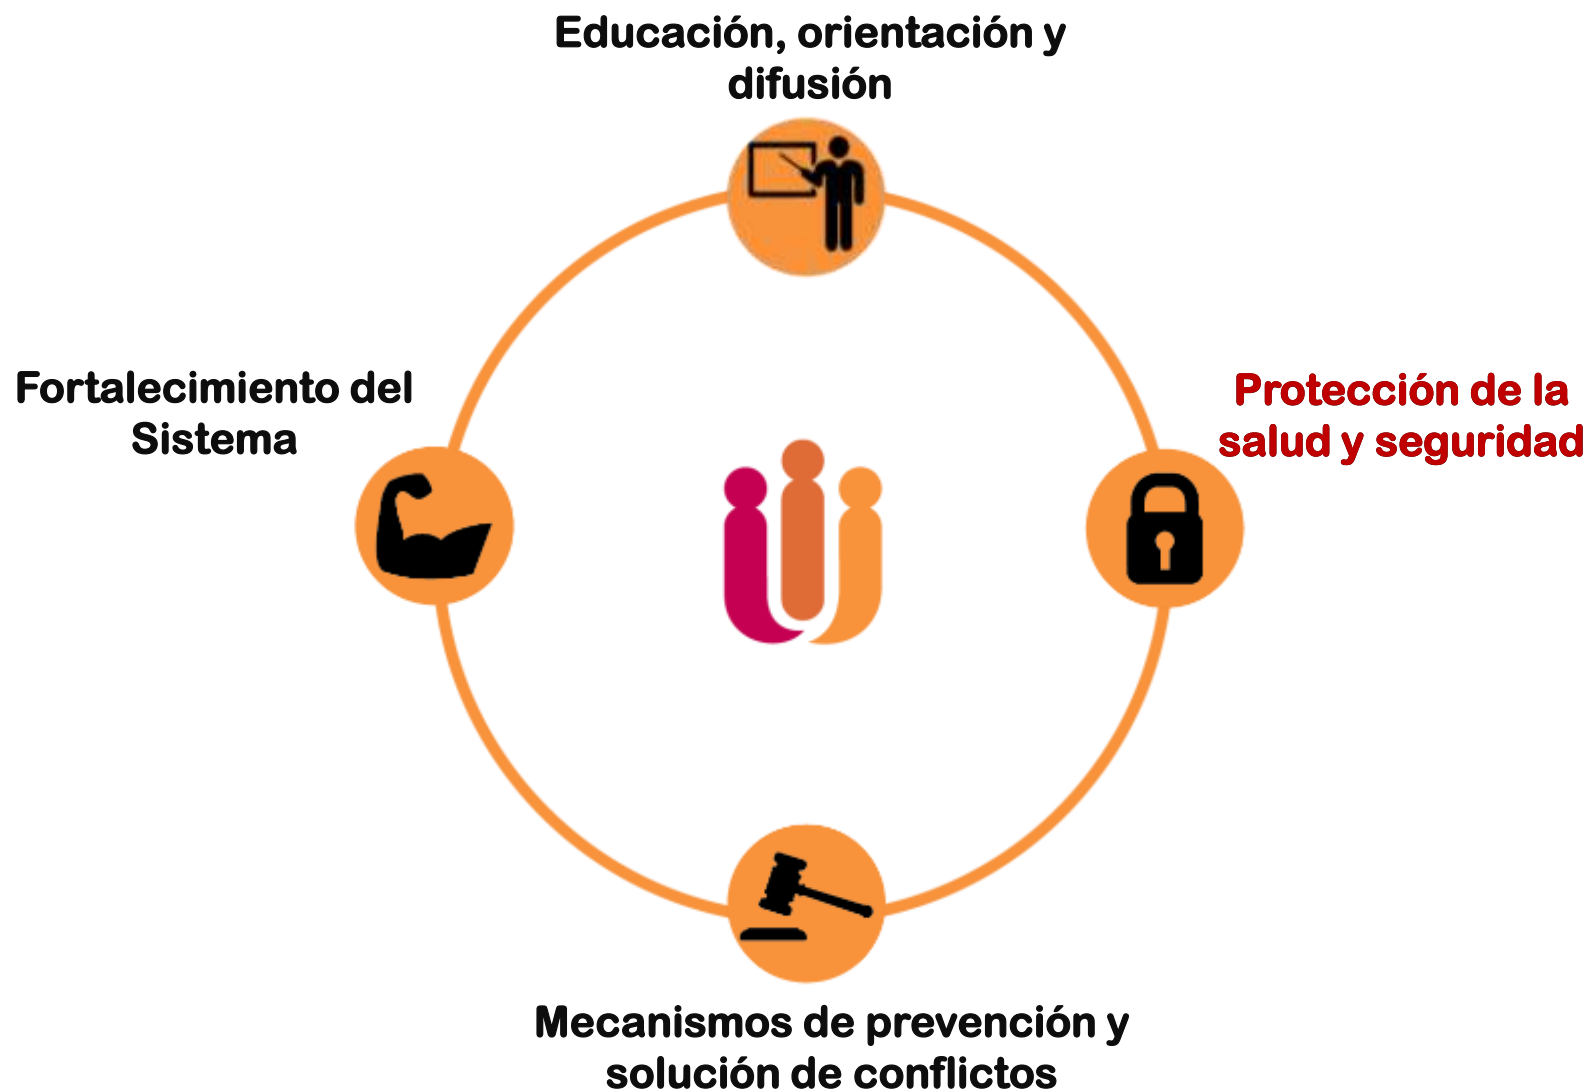 Educación, orientación y
difusión
Fortalecimiento del
Sistema
Protección de la
salud y seguridad
Mecanismos de prevención y
solución de conflictos